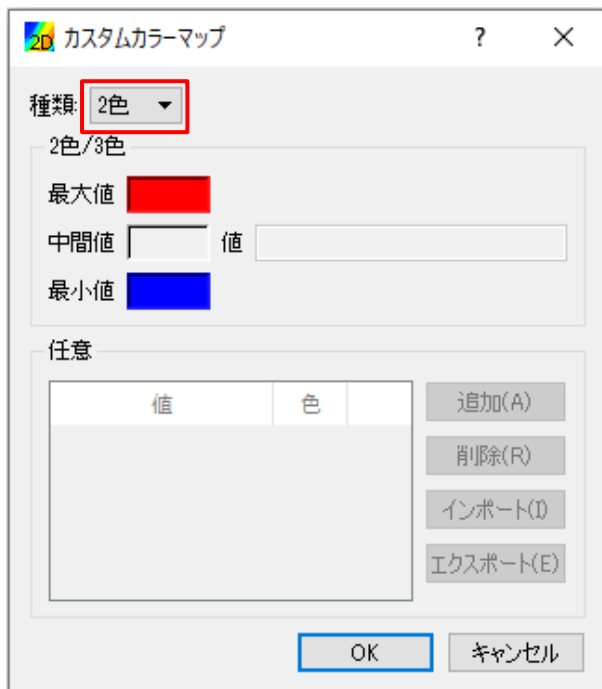 2D カスタムカラーマップ ?
種類: 2色
2色/3色
最大値
中間値 値
最小値
任意
値 色
追加(A)
削除(R)
インポート(I)
エクスポート(E)
OK キャンセル